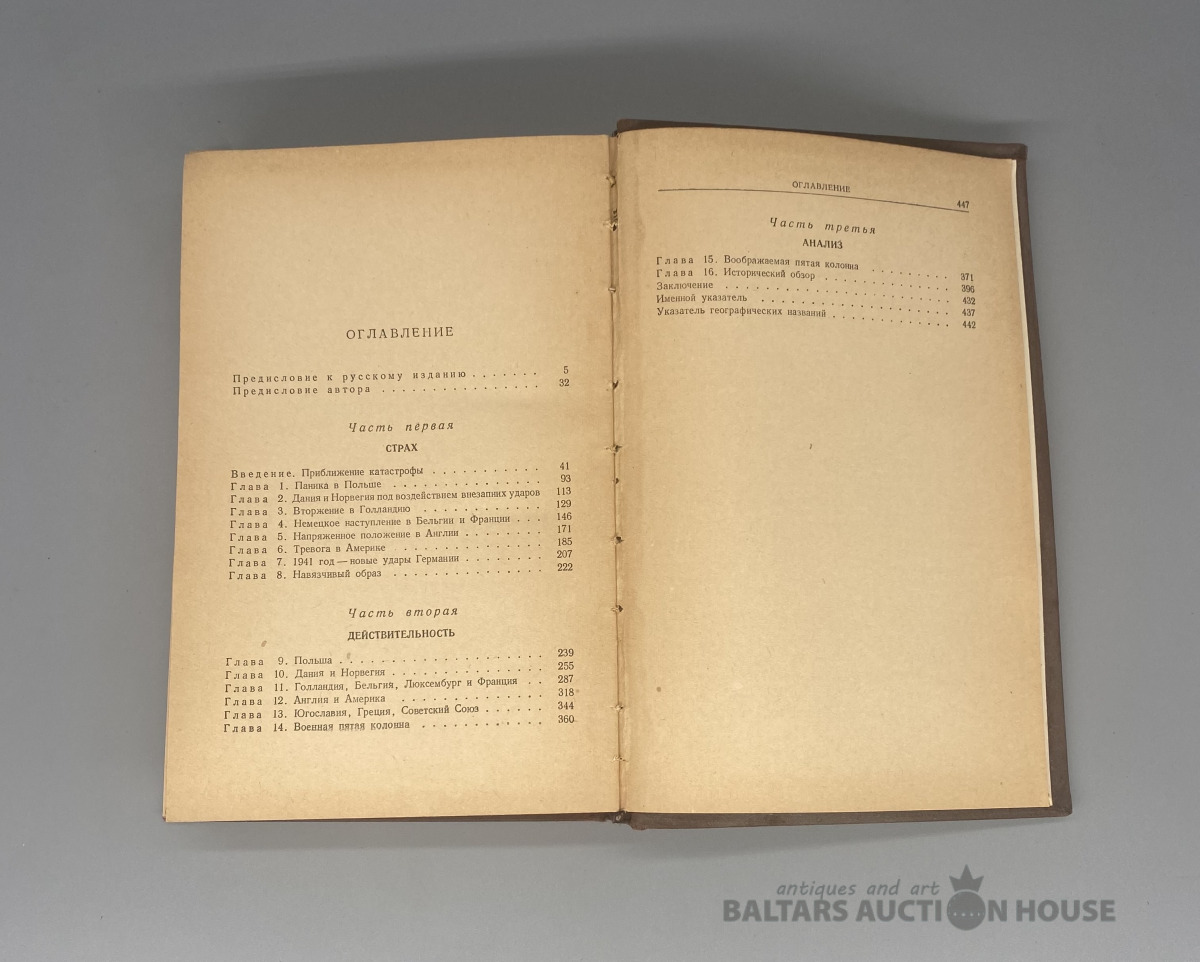 ОГЛАВЛЕНИЕ
Предисловие к русскому изданию . . . . . . . 5
Предисловие автора . . . . . . . . . . . . . . . . 32
Часть первая
СТРАХ
Введение. Приближение катастрофы . . . . . . . . . . . 41
Глава 1. Паника в Польше . . . . . . . . . . . . . . . 93
Глава 2. Дания и Норвегия под воздействием внезапных ударов 113
Глава 3. Вторжение в Голландию . . . . . . . . . . . . 129
Глава 4. Немецкое наступление в Бельгии и Франции . . . 146
Глава 5. Напряженное положение в Англии . . . . . . . . 171
Глава 6. Тревога в Америке . . . . . . . . . . . . . . . 185
Глава 7. 1941 год — новые удары Германии . . . . . . . . 207
Глава 8. Навязчивый образ . . . . . . . . . . . . . . . 222
Часть вторая
ДЕЙСТВИТЕЛЬНОСТЬ
Глава 9. Польша . . . . . . . . . . . . . . . . . . . . 239
Глава 10. Дания и Норвегия . . . . . . . . . . . . . . . 255
Глава 11. Голландия, Бельгия, Люксембург и Франция . . 287
Глава 12. Англия и Америка . . . . . . . . . . . . . . 318
Глава 13. Югославия, Греция, Советский Союз . . . . . . 344
Глава 14. Военная пятая колонна . . . . . . . . . . . . 360
ОГЛАВЛЕНИЕ 447
Часть третья
АНАЛИЗ
Глава 15. Воображаемая пятая колонна . . . . . . . . 371
Глава 16. Исторический обзор . . . . . . . . . . . . . 396
Заключение . . . . . . . . . . . . . . . . . . . . . . . 432
Именной указатель . . . . . . . . . . . . . . . . . . . 437
Указатель географических названий . . . . . . . . . . . . 442
antiques and art
BALTARS AUCTION HOUSE